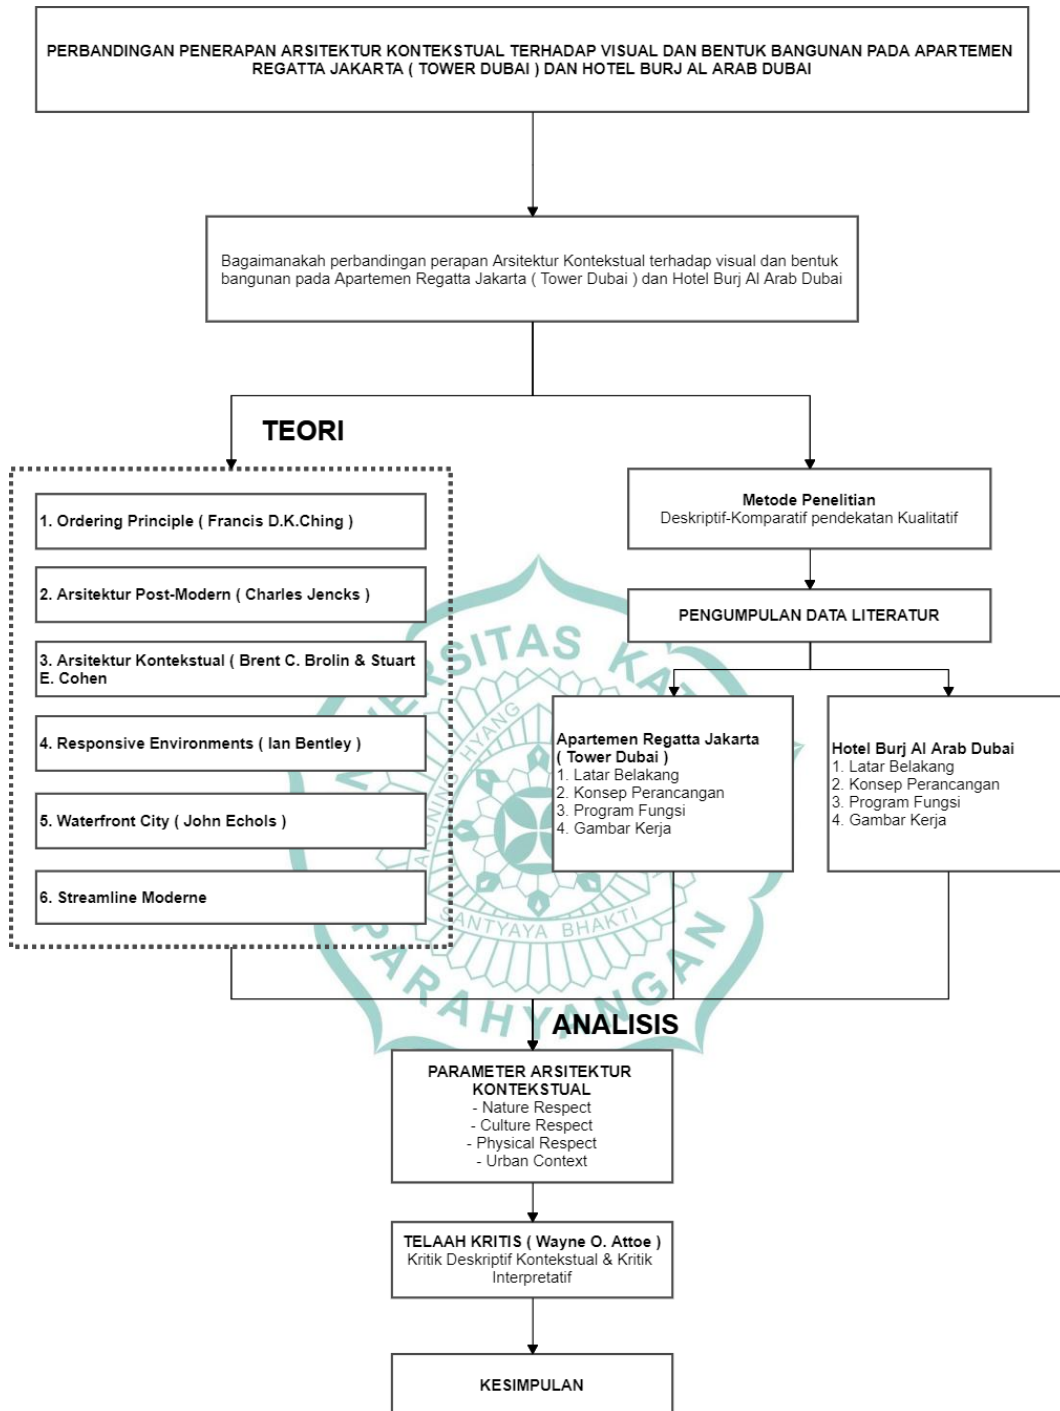 PERBANDINGAN PENERAPAN ARSITEKTUR KONTEKSTUAL TERHADAP VISUAL DAN BENTUK BANGUNAN PADA APARTEMEN
REGATTA JAKARTA ( TOWER DUBAI ) DAN HOTEL BURJ AL ARAB DUBAI
Bagaimanakah perbandingan perapan Arsitektur Kontekstual terhadap visual dan bentuk
bangunan pada Apartemen Regatta Jakarta ( Tower Dubai ) dan Hotel Burj Al Arab Dubai
TEORI
1. Ordering Principle ( Francis D.K.Ching )
2. Arsitektur Post-Modern ( Charles Jencks )
3. Arsitektur Kontekstual ( Brent C. Brolin & Stuart
E. Cohen
4. Responsive Environments ( Ian Bentley )
5. Waterfront City ( John Echols )
6. Streamline Moderne
Metode Penelitian
Deskriptif-Komparatif pendekatan Kualitatif
PENGUMPULAN DATA LITERATUR
Apartemen Regatta Jakarta
( Tower Dubai )
1. Latar Belakang
2. Konsep Perancangan
3. Program Fungsi
4. Gambar Kerja
Hotel Burj Al Arab Dubai
1. Latar Belakang
2. Konsep Perancangan
3. Program Fungsi
4. Gambar Kerja
HYANG
SANTYAYA BHAKTI
PARAHYANGAN
ANALISIS
PARAMETER ARSITEKTUR
KONTEKSTUAL
- Nature Respect
- Culture Respect
- Physical Respect
- Urban Context
TELAAH KRITIS ( Wayne O. Attoe )
Kritik Deskriptif Kontekstual & Kritik
Interpretatif
KESIMPULAN